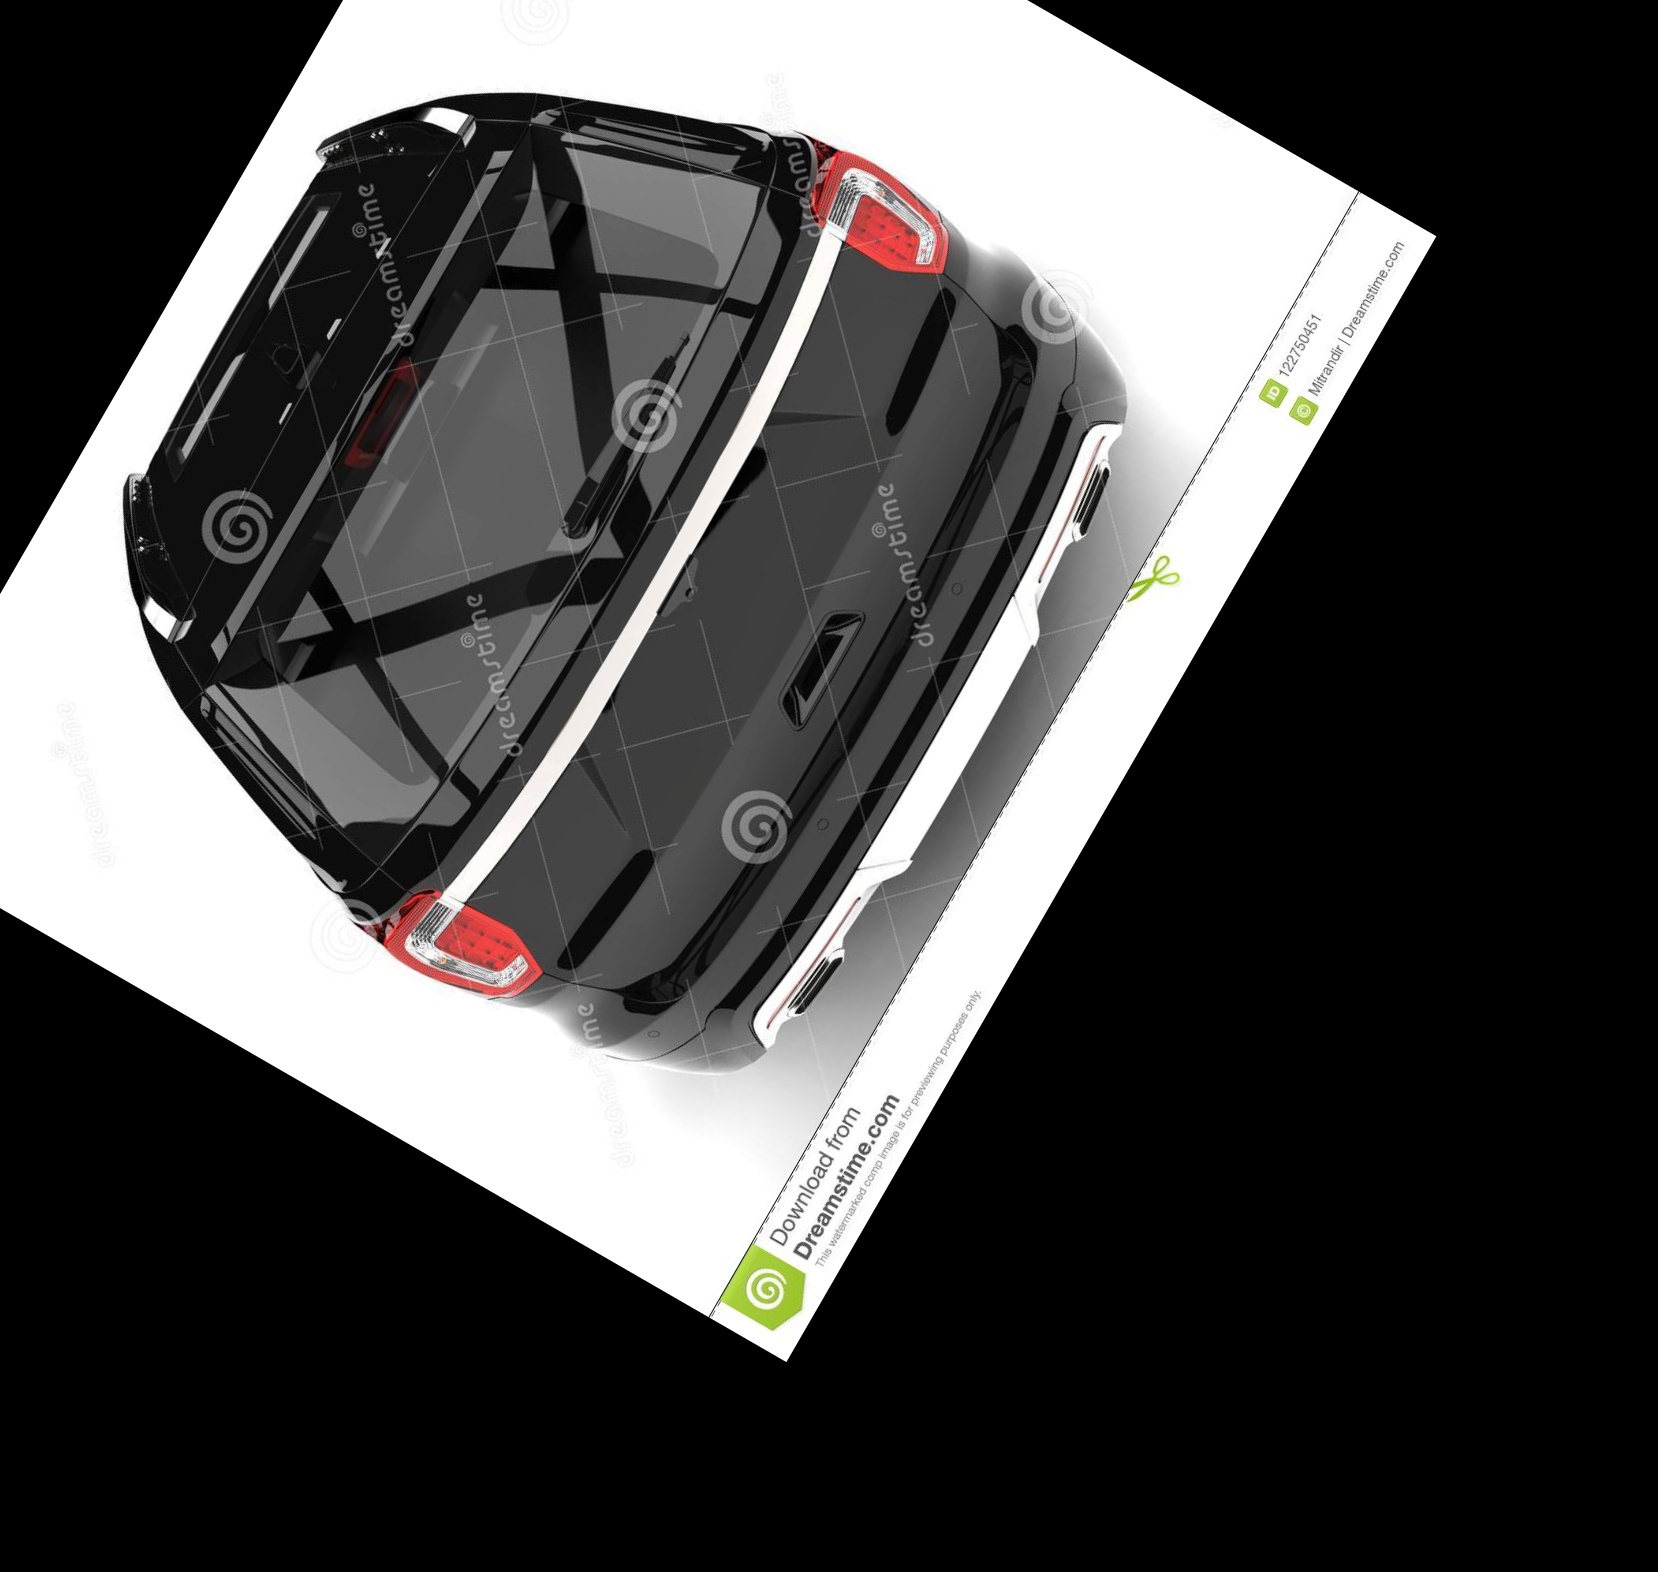 dreamstime
dreamstime
dreamstime
dreamstime
dreamstime
dreamstime
dreamstime
Download from
Dreamstime.com
This watermarked comp image is for previewing purposes only.
ID 122750451
© Mitrandir | Dreamstime.com